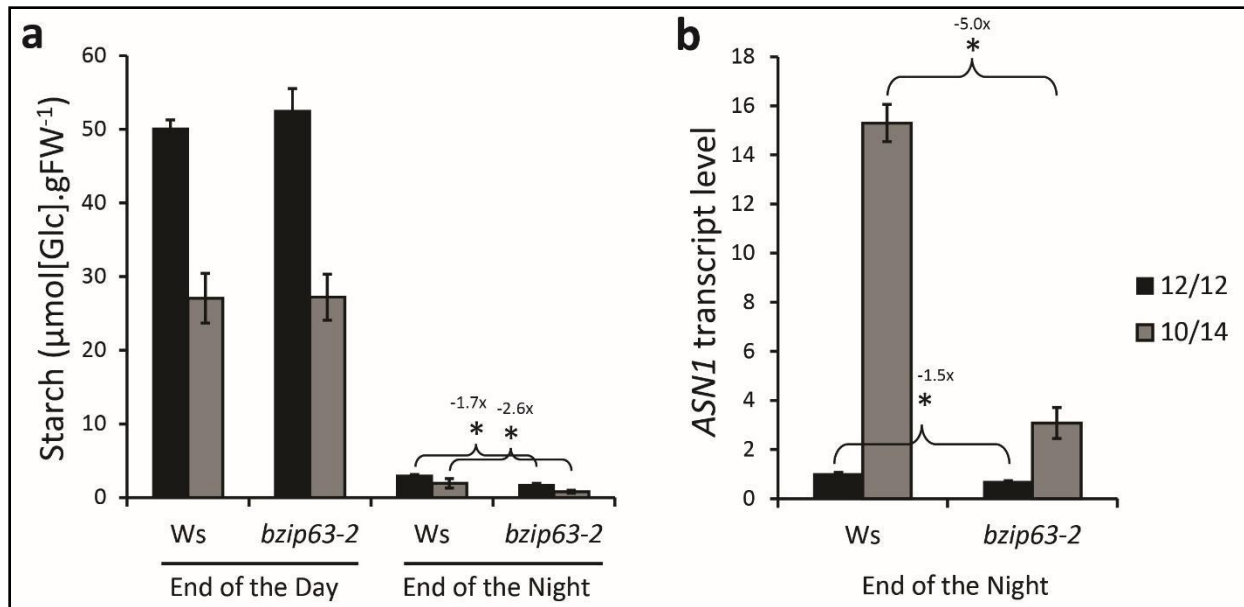 a
60
50
40
30
20
10
0
Starch (µmol[Glc].gFW⁻¹)
-1.7x
*
-2.6x
*
Ws
bzip63-2
Ws
bzip63-2
End of the Day
End of the Night
b
18
16
14
12
10
8
6
4
2
0
ASN1 transcript level
-5.0x
*
-1.5x
*
Ws
bzip63-2
End of the Night
12/12
10/14